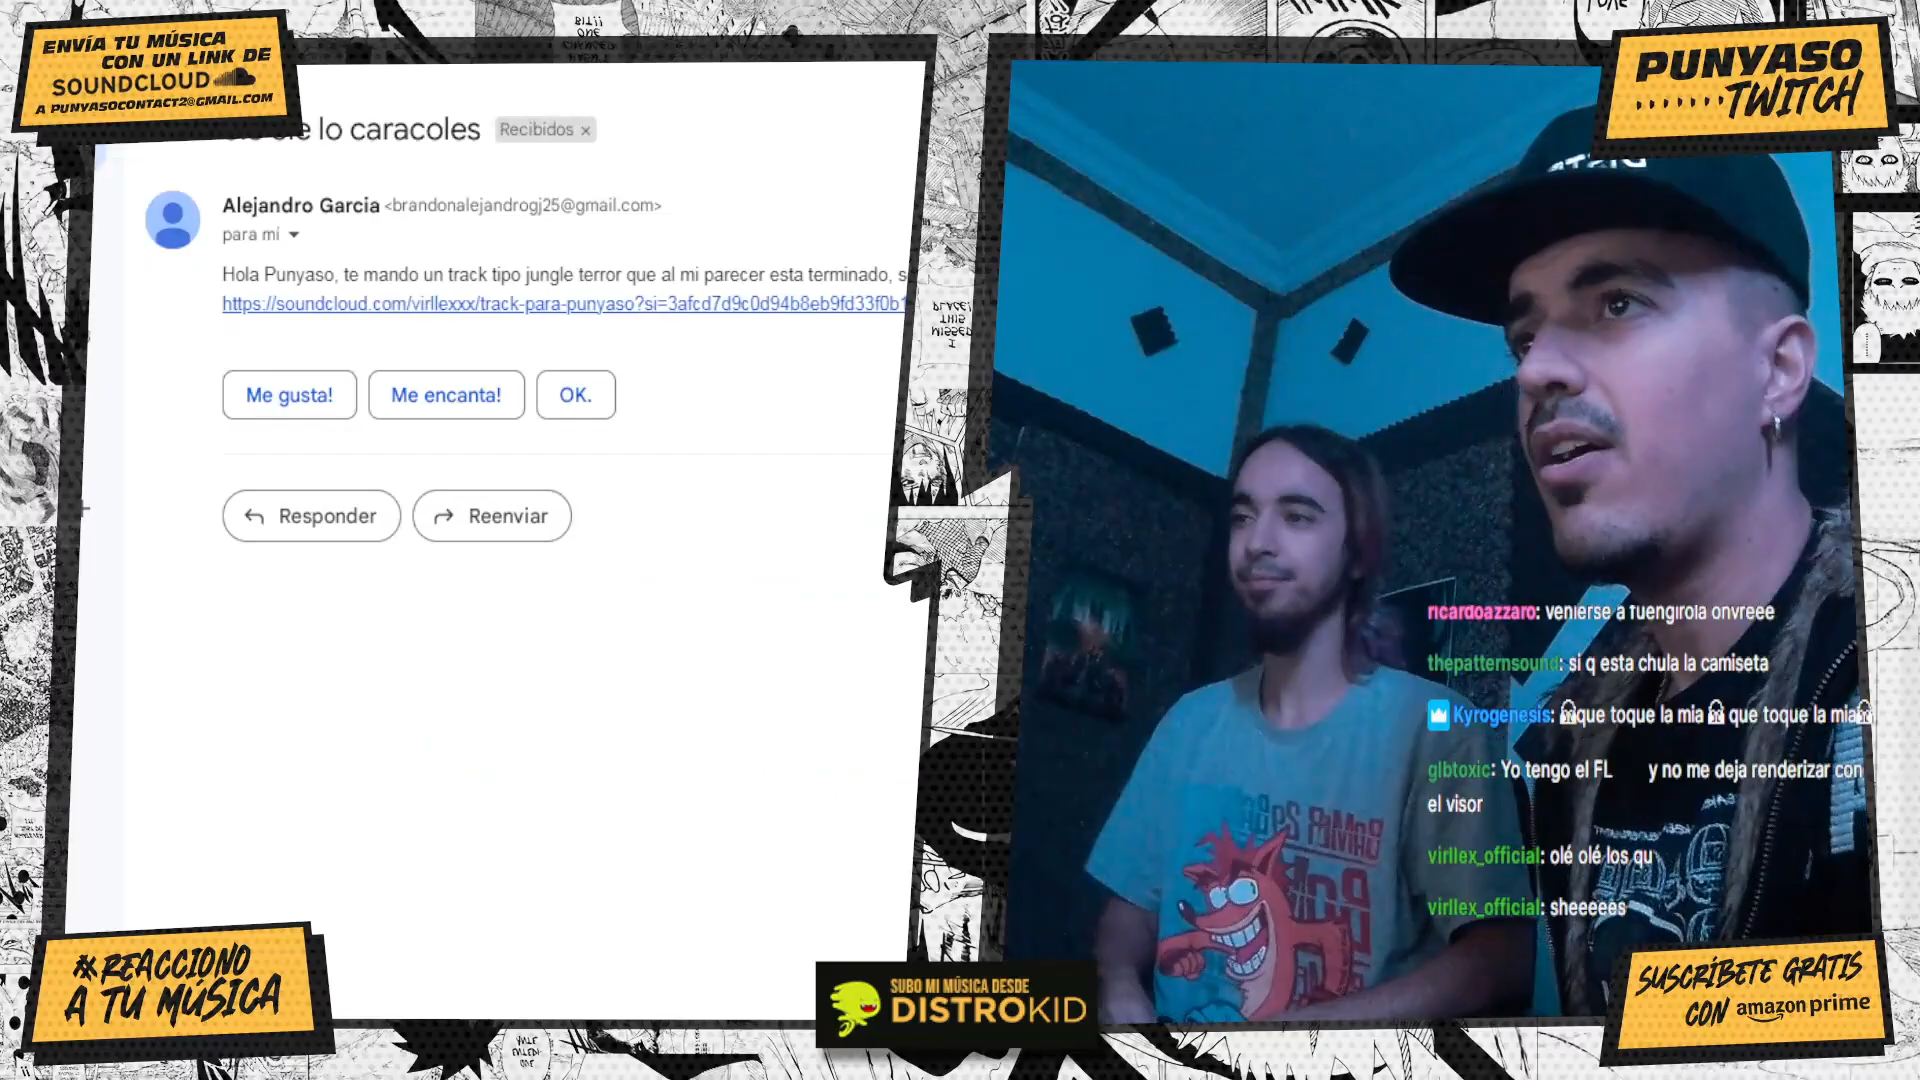 ENVÍA TU MÚSICA
CON UN LINK DE
SOUNDCLOUD
A PUNYASOCONTACT2@GMAIL.COM
PUNYASO
TWITCH
lo caracoles Recibidos ×
Alejandro Garcia <brandonalejandrogj25@gmail.com>
para mí
Hola Punyaso, te mando un track tipo jungle terror que al mi parecer esta terminado,
https://soundcloud.com/virllexxx/track-para-punyaso?si=3afcd7d9c0d94b8eb9fd33f0b1
Me gusta! Me encanta! OK.
Responder Reenviar
ricardoazzaro: venierse a fuengirola onvreee
thepatternsound: si q esta chula la camiseta
Kyrogenesis: que toque la mia que toque la mia
glbtoxic: Yo tengo el FL y no me deja renderizar con
el visor
virllex_official: olé olé los qu
virllex_official: sheeeees
#REACCIONO
A TU MÚSICA
SUBO MI MÚSICA DESDE
DISTROKID
SUSCRÍBETE GRATIS
CON amazon prime